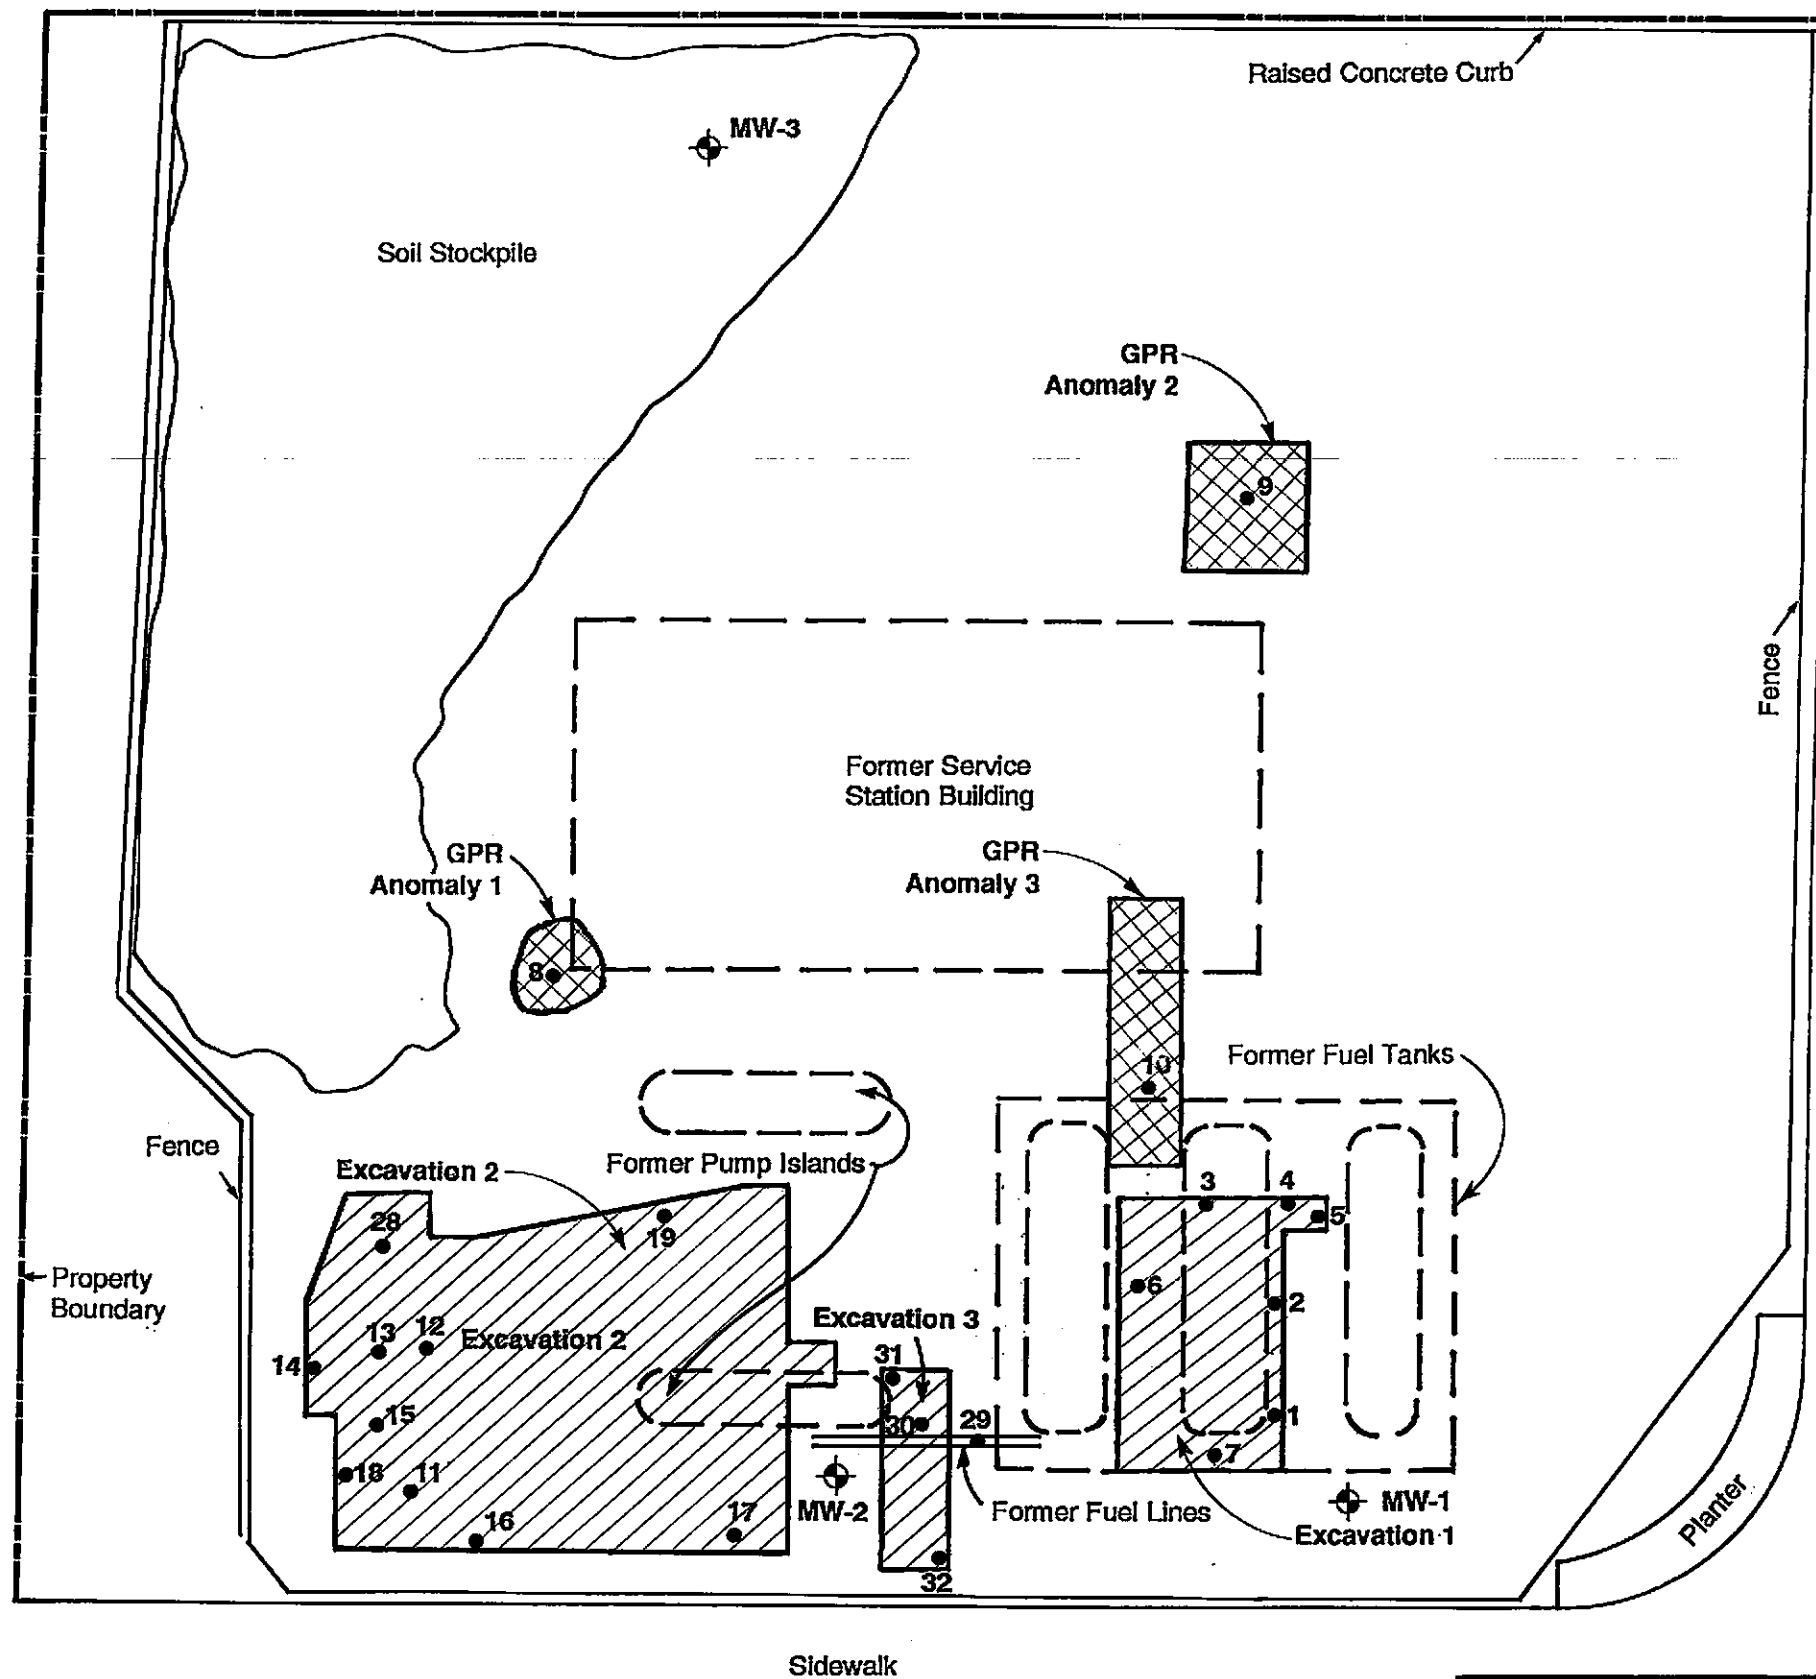 Raised Concrete Curb
MW-3
Soil Stockpile
GPR
Anomaly 2
9
Fence
Former Service
Station Building
GPR
Anomaly 1
GPR
Anomaly 3
8
10
Former Fuel Tanks
Fence
Excavation 2
Former Pump Islands
28
19
3
4
5
Property
Boundary
6
2
Excavation 3
13
12
Excavation 2
14
31
15
30
29
1
7
18
11
MW-2
Former Fuel Lines
MW-1
16
17
Excavation 1
Planter
32
Sidewalk